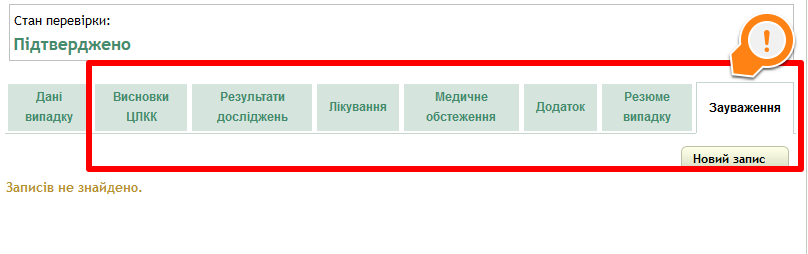 Стан перевірки:
Підтверджено
Дані
випадку
Висновки
ЦЛКК
Результати
досліджень
Лікування
Медичне
обстеження
Додаток
Резюме
випадку
Зауваження
Новий запис
Записів не знайдено.